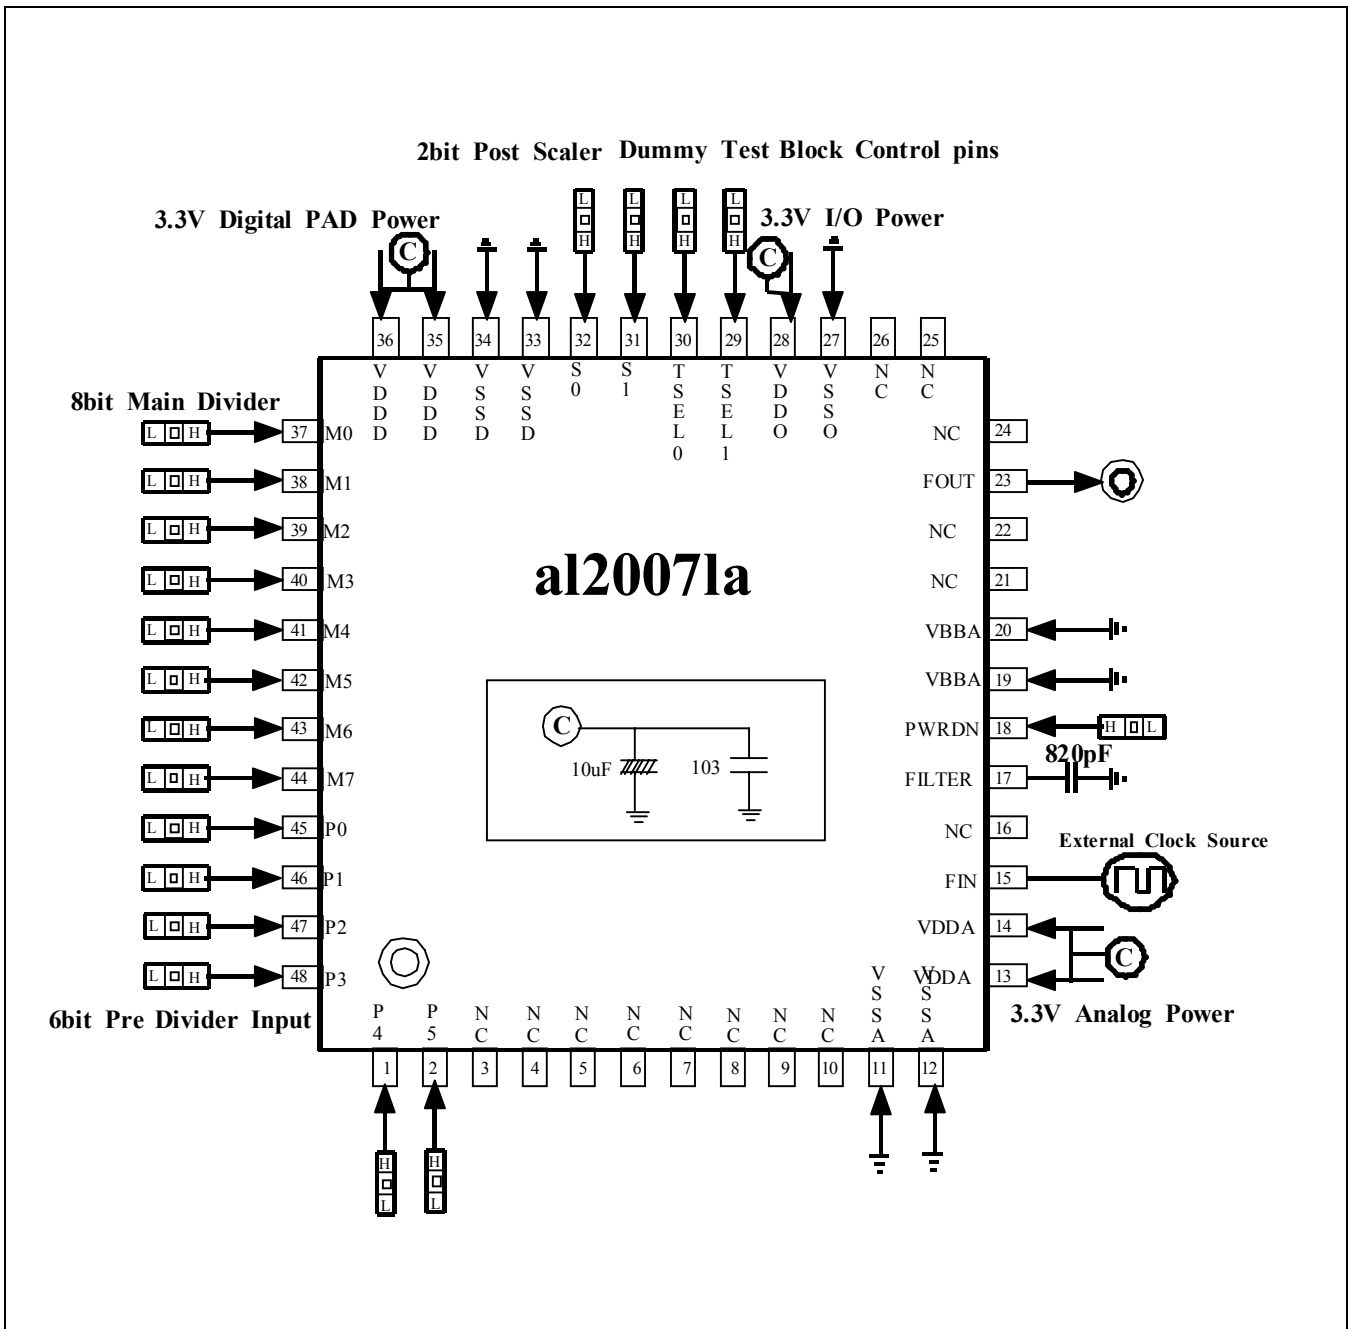 2bit Post Scaler Dummy Test Block Control pins
3.3V Digital PAD Power
3.3V I/O Power
L H
L H
L H
L H
C
C
36 35 34 33 32 31 30 29 28 27 26 25
VDDD VDDD VSSD VSSD S0 S1 TSEL0 TSEL1 VDDO VSSO NC NC
8bit Main Divider
L H 37 M0
L H 38 M1
L H 39 M2
L H 40 M3
L H 41 M4
L H 42 M5
L H 43 M6
L H 44 M7
L H 45 P0
L H 46 P1
L H 47 P2
L H 48 P3
6bit Pre Divider Input
al2007la
C
10uF
103
NC 24
FOUT 23
NC 22
NC 21
VBBA 20
VBBA 19
PWRDN 18 H L
820pF
FILTER 17
NC 16
External Clock Source
FIN 15
VDDA 14
C
VDDA 13
3.3V Analog Power
P4 P5 NC NC NC NC NC NC NC NC VSSA VSSA
1 2 3 4 5 6 7 8 9 10 11 12
H L
H L